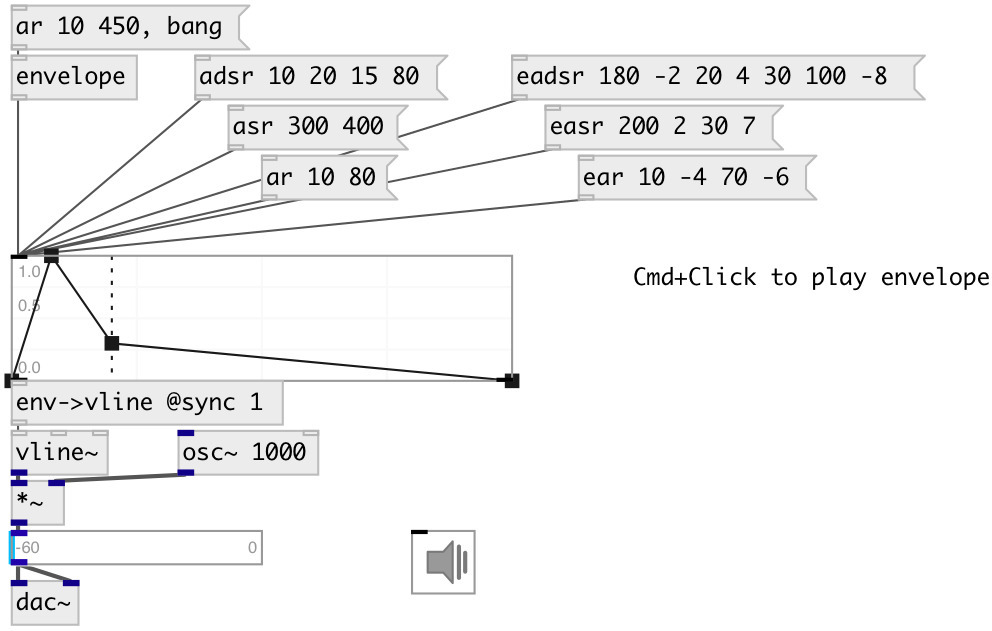 ar 10 450, bang
envelope
adsr 10 20 15 80
eadsr 180 -2 20 4 30 100 -8
asr 300 400
easr 200 2 30 7
ar 10 80
ear 10 -4 70 -6
1.0
0.5
0.0
Cmd+Click to play envelope
env->vline @sync 1
vline~
osc~ 1000
*~
-60
0
dac~